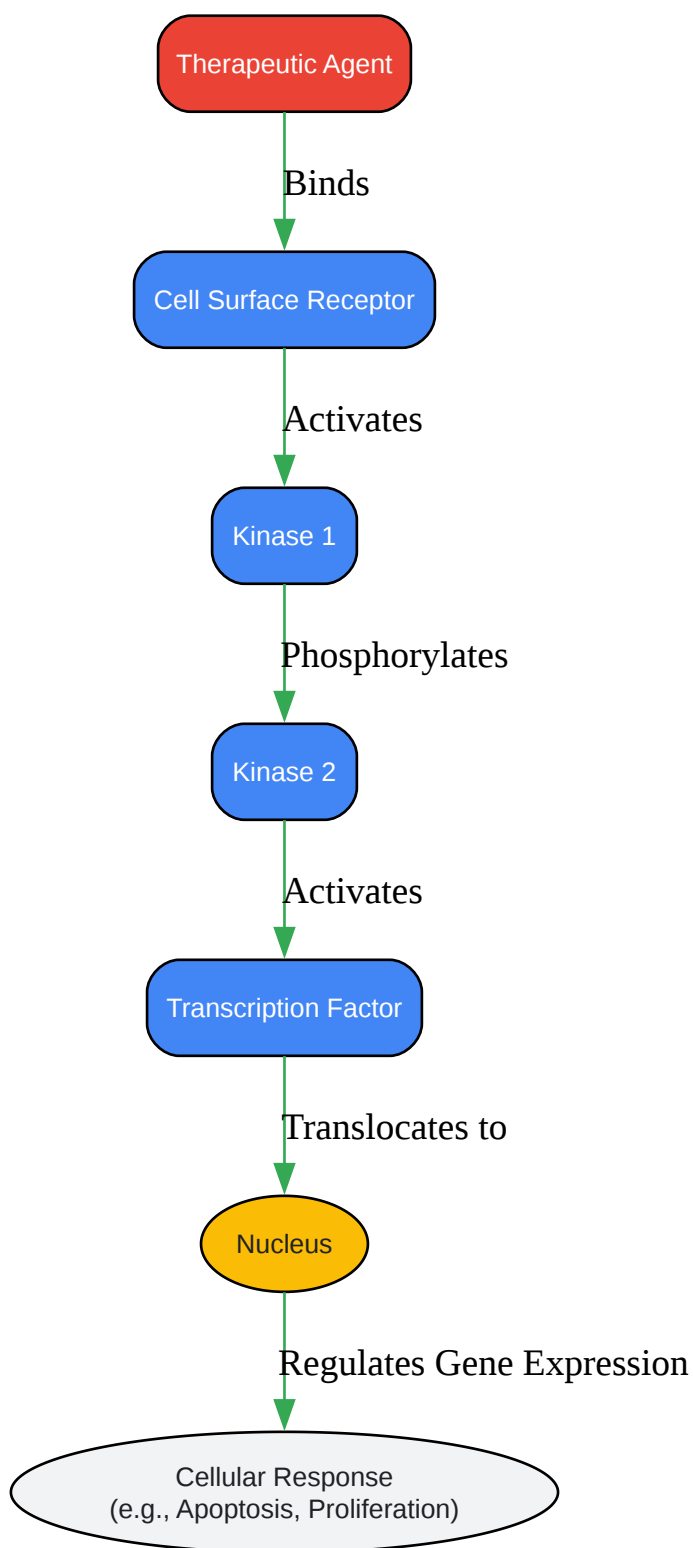 Therapeutic Agent
Binds
Cell Surface Receptor
Activates
Kinase 1
Phosphorylates
Kinase 2
Activates
Transcription Factor
Translocates to
Nucleus
Regulates Gene Expression
Cellular Response
(e.g., Apoptosis, Proliferation)